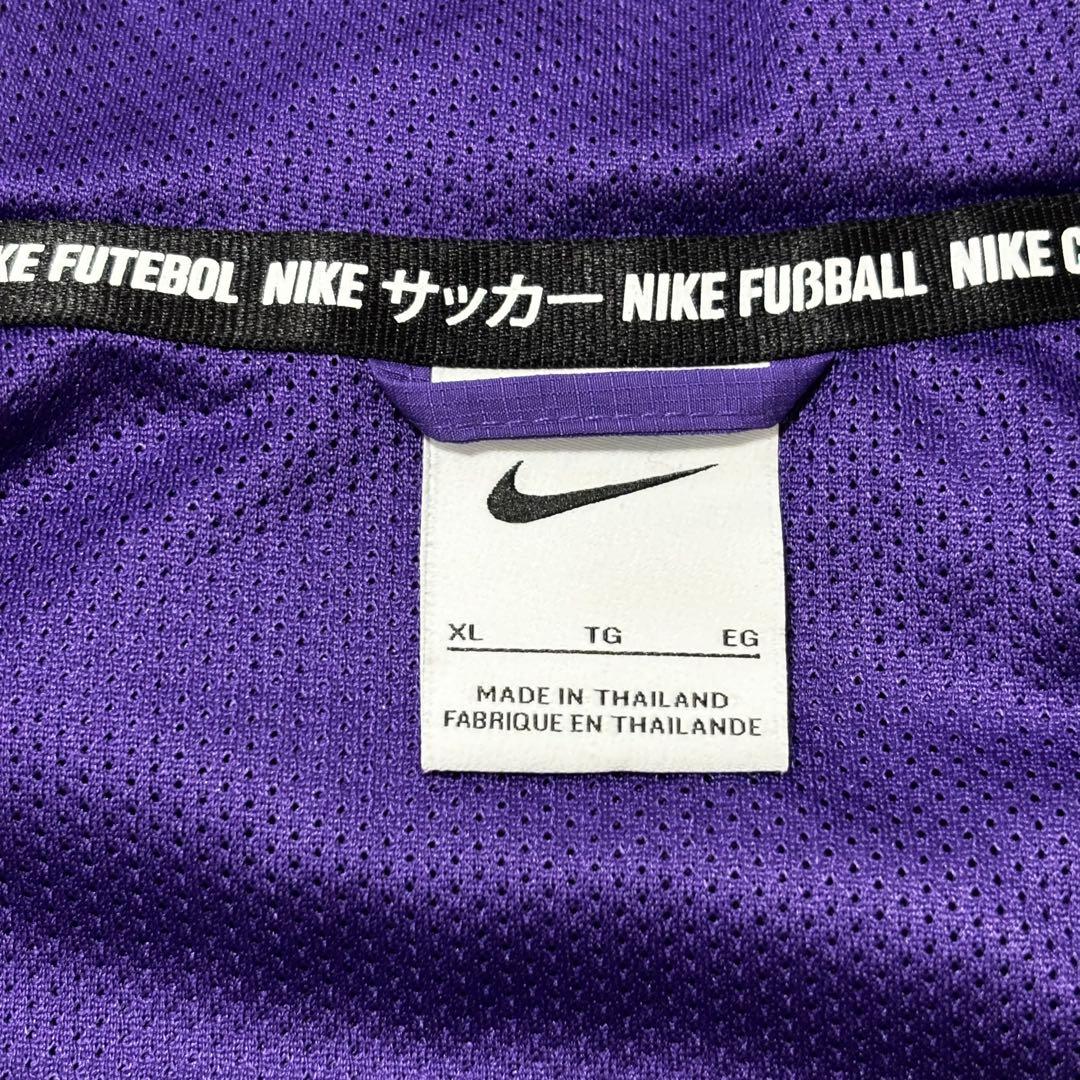 KE FUTEBOL NIKE サッカー NIKE FUßBALL NIKE C
XL TG EG
MADE IN THAILAND
FABRIQUE EN THAILANDE